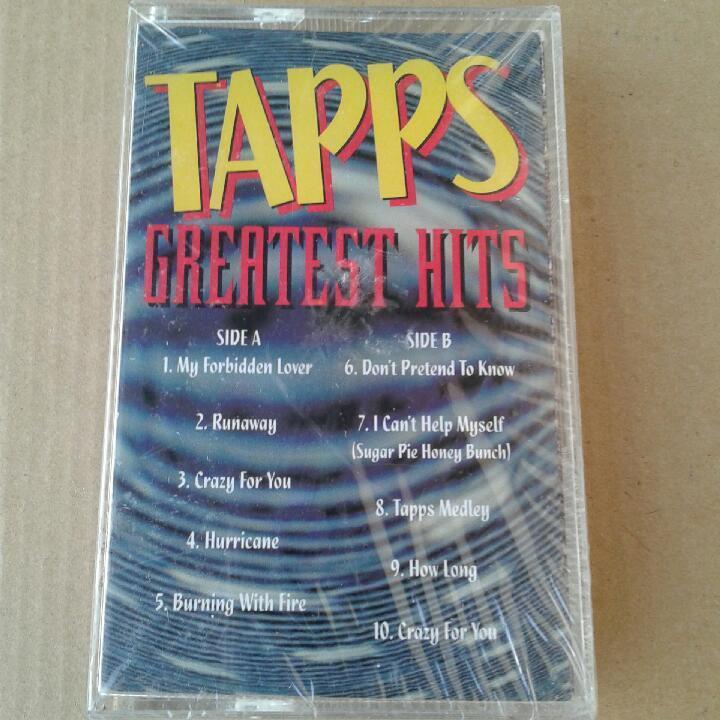 TAPPS
GREATEST HITS
SIDE A
1. My Forbidden Lover
2. Runaway
3. Crazy For You
4. Hurricane
5. Burning With Fire
SIDE B
6. Don't Pretend To Know
7. I Can't Help Myself
(Sugar Pie Honey Bunch)
8. Tapps Medley
9. How Long
10. Crazy For You